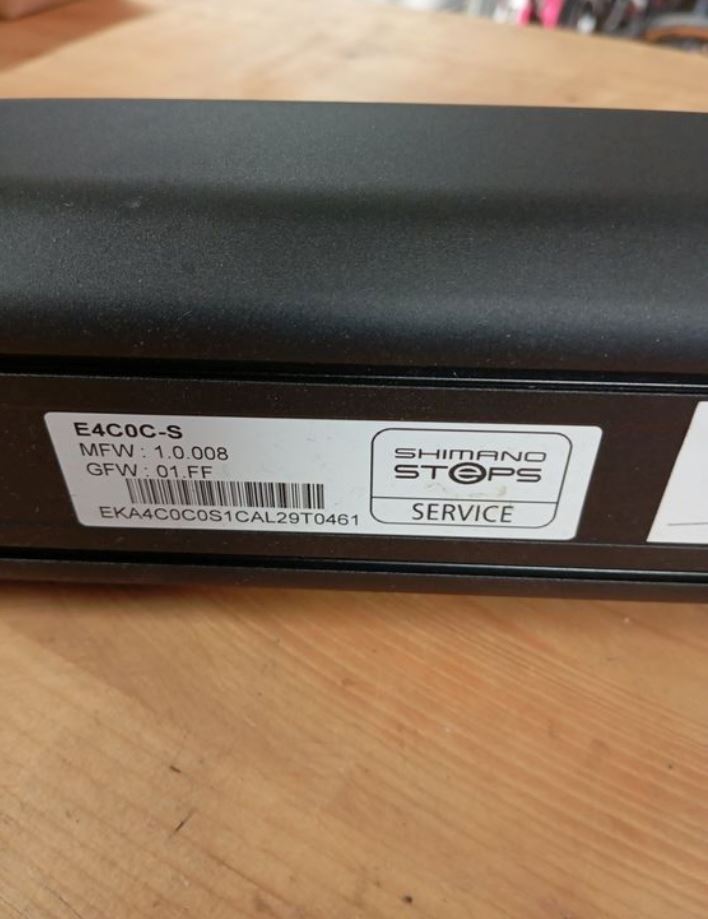 E4C0C-S
MFW : 1.0.008
GFW : 01.FF
EKA4C0C0S1CAL29T0461
SHIMANO
STEPS
SERVICE